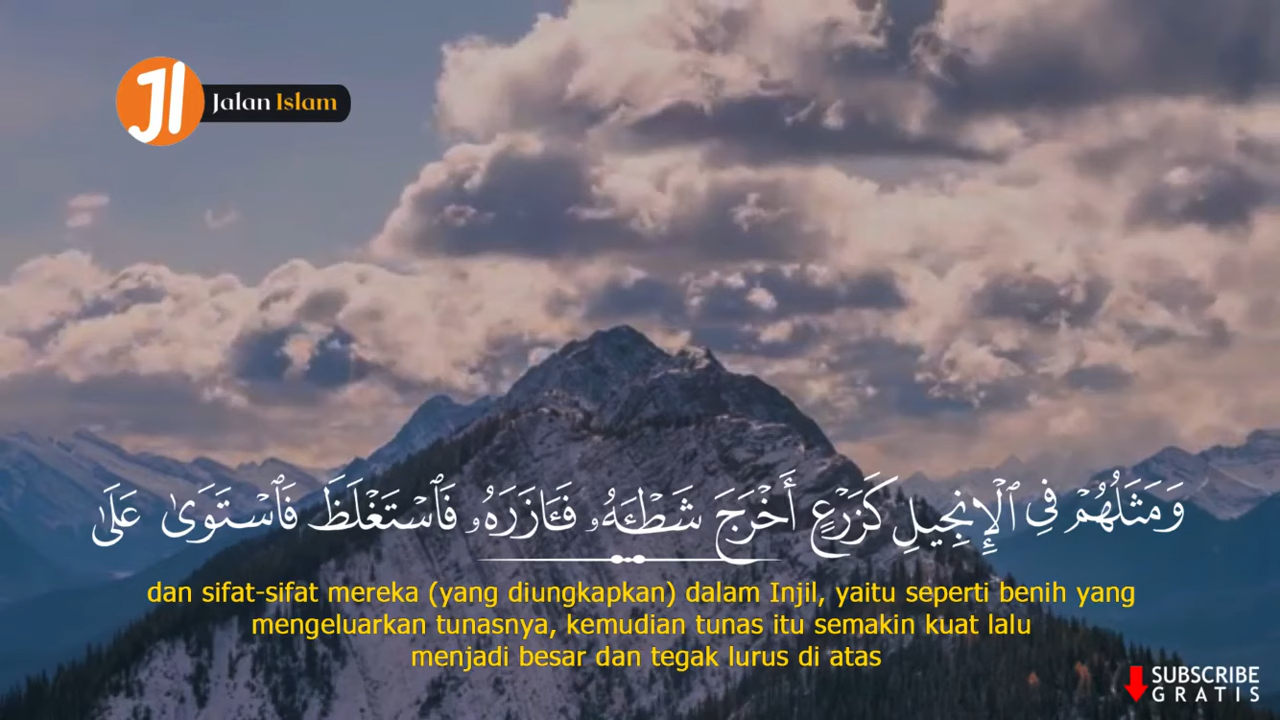 JI
Jalan Islam
وَمَثَلُهُمْ فِي ٱلْإِنجِيلِ كَزَرْعٍ أَخْرَجَ شَطْـَٔهُۥ فَـَٔازَرَهُۥ فَٱسْتَغْلَظَ فَٱسْتَوَىٰ عَلَىٰ
dan sifat-sifat mereka (yang diungkapkan) dalam Injil, yaitu seperti benih yang
mengeluarkan tunasnya, kemudian tunas itu semakin kuat lalu
menjadi besar dan tegak lurus di atas
SUBSCRIBE
GRATIS